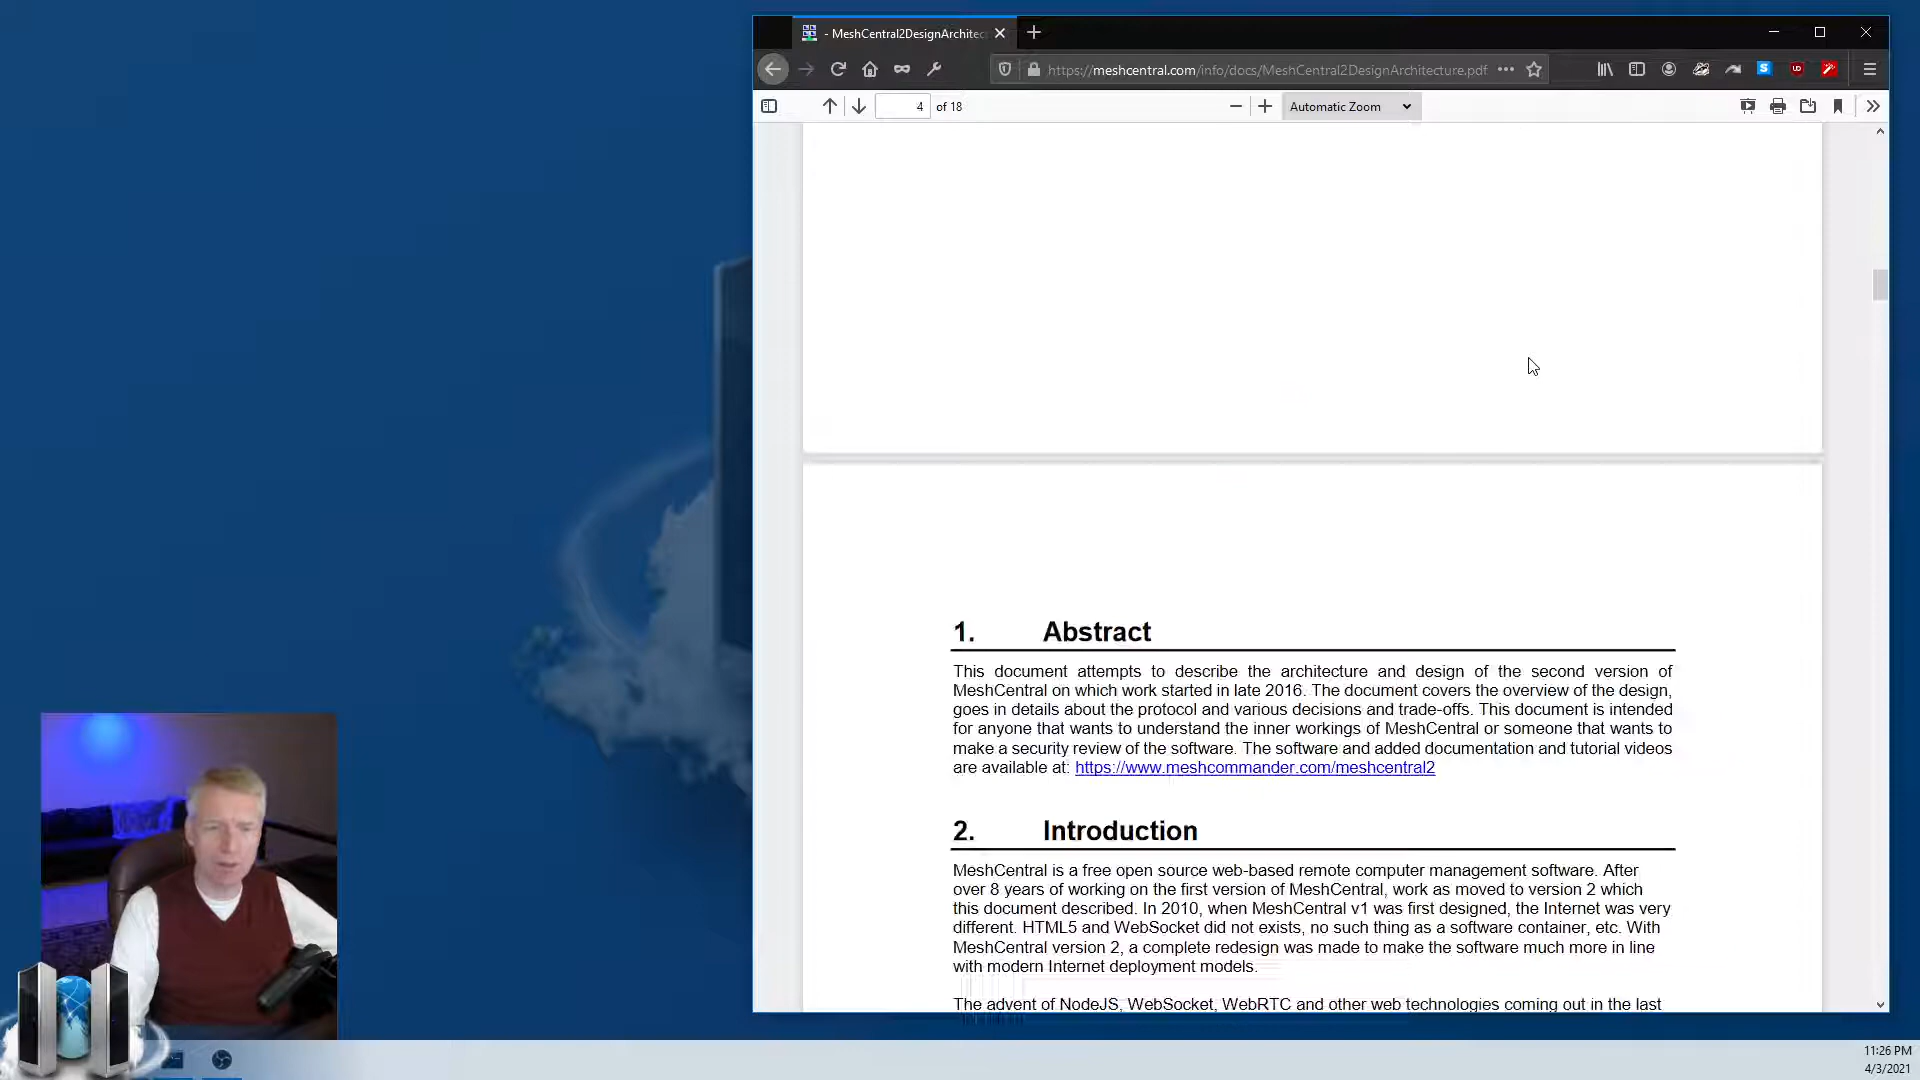 - MeshCentral2DesignArchitec
https://meshcentral.com/info/docs/MeshCentral2DesignArchitecture.pdf
4 of 18
Automatic Zoom
1. Abstract
This document attempts to describe the architecture and design of the second version of
MeshCentral on which work started in late 2016. The document covers the overview of the design,
goes in details about the protocol and various decisions and trade-offs. This document is intended
for anyone that wants to understand the inner workings of MeshCentral or someone that wants to
make a security review of the software. The software and added documentation and tutorial videos
are available at: https://www.meshcommander.com/meshcentral2
2. Introduction
MeshCentral is a free open source web-based remote computer management software. After
over 8 years of working on the first version of MeshCentral, work as moved to version 2 which
this document described. In 2010, when MeshCentral v1 was first designed, the Internet was very
different. HTML5 and WebSocket did not exists, no such thing as a software container, etc. With
MeshCentral version 2, a complete redesign was made to make the software much more in line
with modern Internet deployment models.
The advent of NodeJS, WebSocket, WebRTC and other web technologies coming out in the last
11:26 PM
4/3/2021